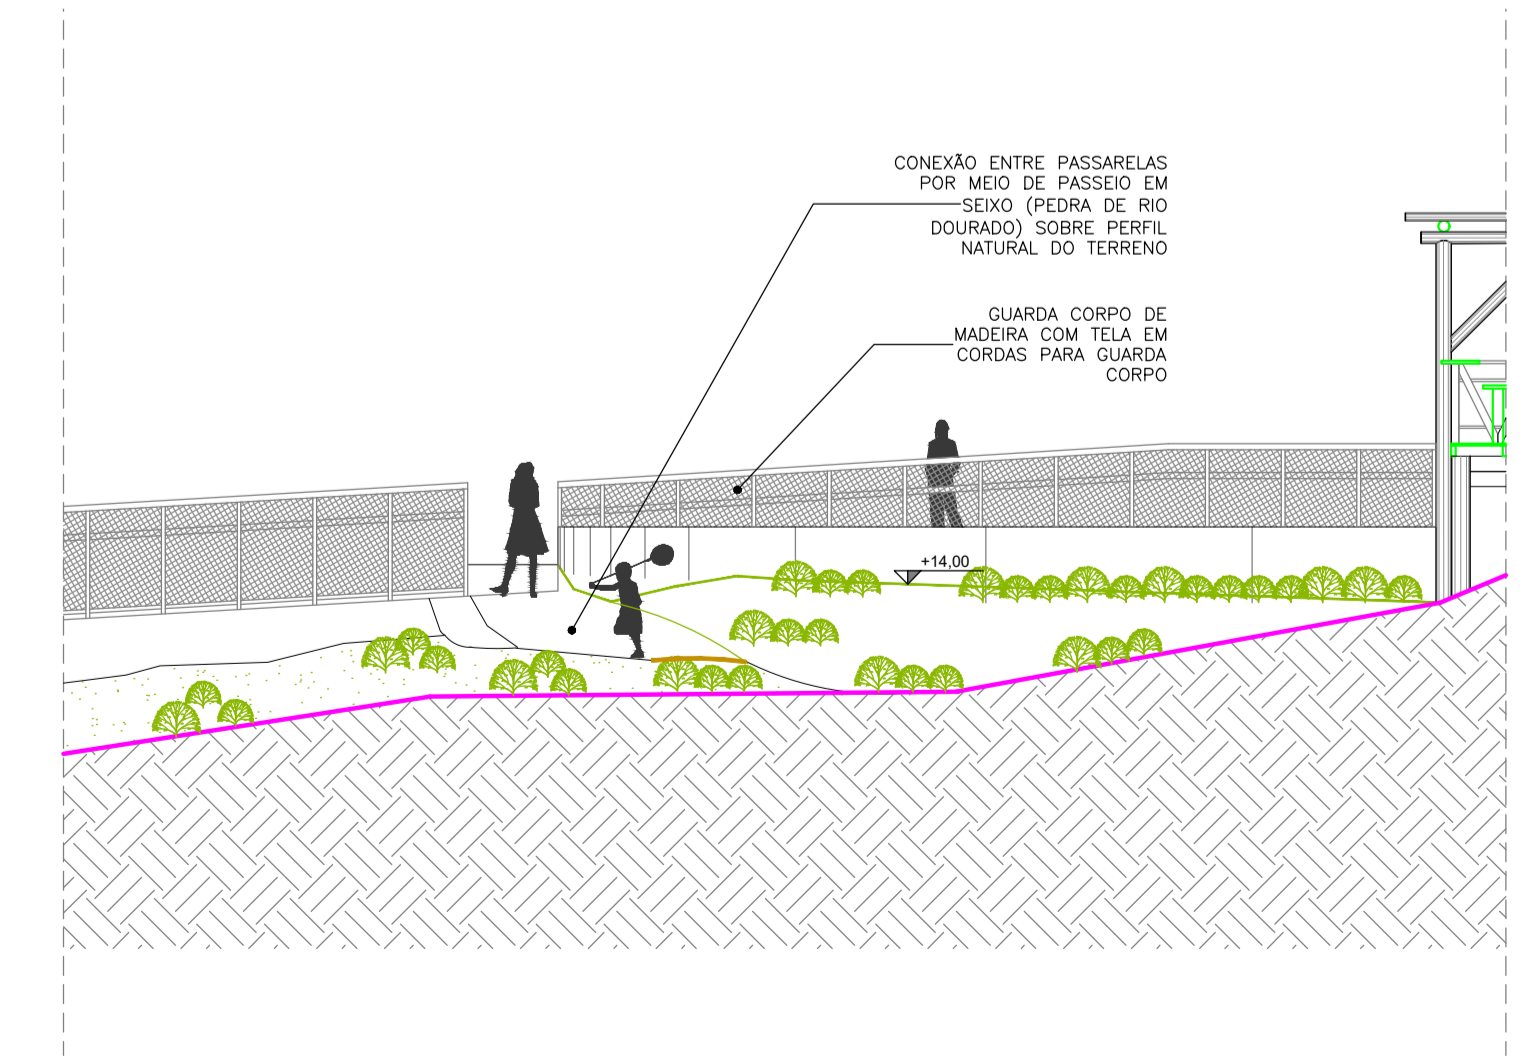 CONEXÃO ENTRE PASSARELAS
POR MEIO DE PASSEIO EM
SEIXO (PEDRA DE RIO
DOURADO) SOBRE PERFIL
NATURAL DO TERRENO
GUARDA CORPO DE
MADEIRA COM TELA EM
CORDAS PARA GUARDA
CORPO
+14,00